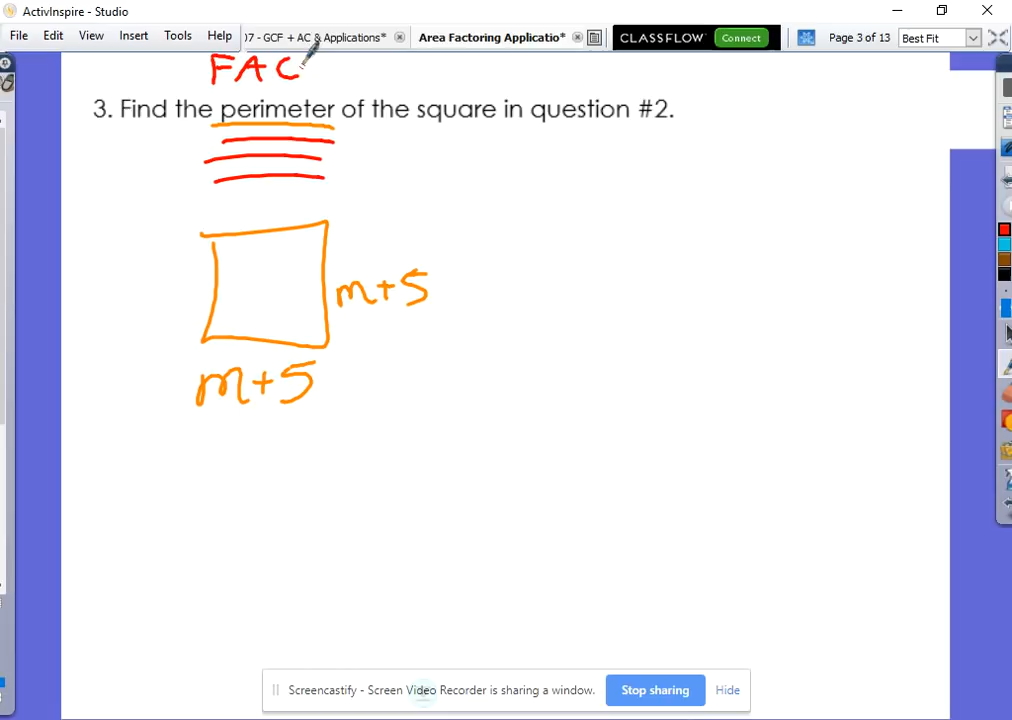 ActivInspire - Studio
File Edit View Insert Tools Help
07 - GCF + AC & Applications* Area Factoring Applicatio* CLASSFLOW Connect Page 3 of 13 Best Fit
FAC
3. Find the perimeter of the square in question #2.
m+5
m+5
Screencastify - Screen Video Recorder is sharing a window. Stop sharing Hide